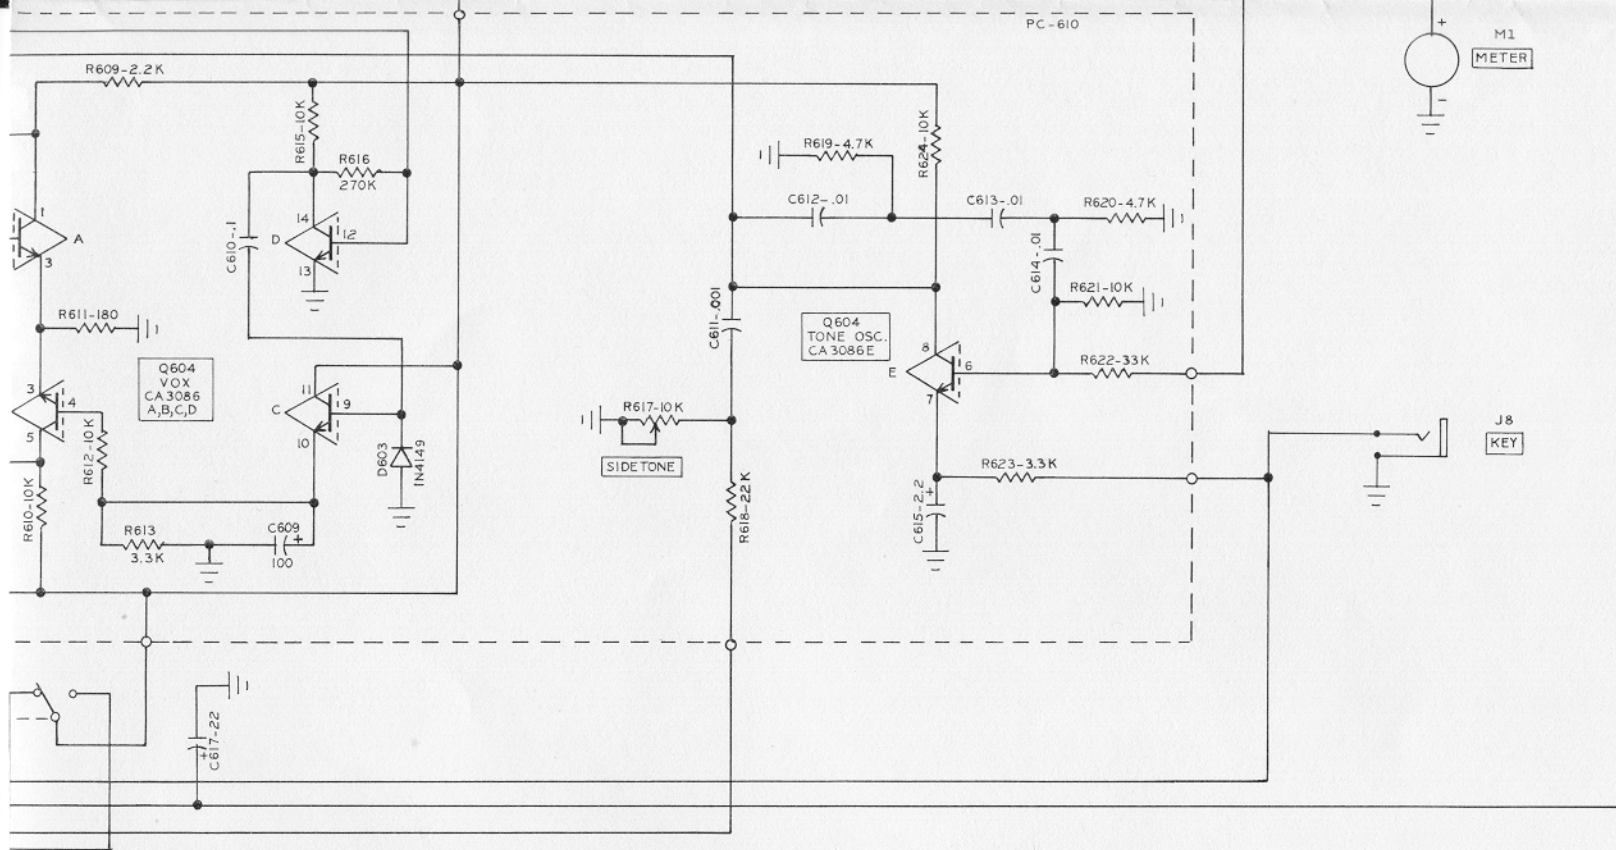 PC-610
+
M1
METER
-
R609-2.2K
R615-10K
R616
270K
R619-4.7K
R624-10K
C612-.01
C613-.01
R620-4.7K
1
A
3
C610-.1
14
D
12
13
C614-.01
R621-10K
R611-180
C611-.001
Q604
TONE OSC.
CA3086E
8
E
6
7
R622-33K
Q604
VOX
CA3086
A,B,C,D
3
4
5
11
C
9
10
R617-10K
SIDETONE
J8
KEY
R612-10K
D603
1N4149
R623-3.3K
R610-10K
R618-22K
+
C615-2.2
R613
3.3K
C609
+
100
+
C617-22